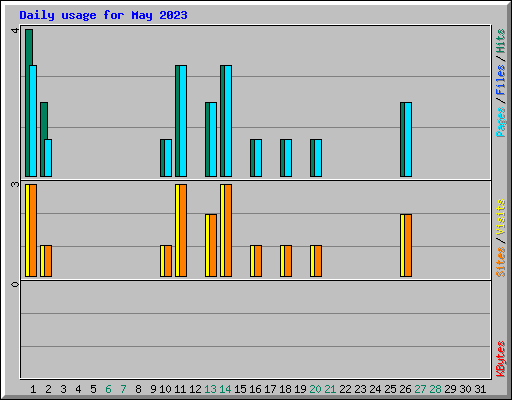 Daily usage for May 2023
4
Pages / Files / Hits
3
Sites / Visits
0
KBytes
1 2 3 4 5 6 7 8 9 10 11 12 13 14 15 16 17 18 19 20 21 22 23 24 25 26 27 28 29 30 31